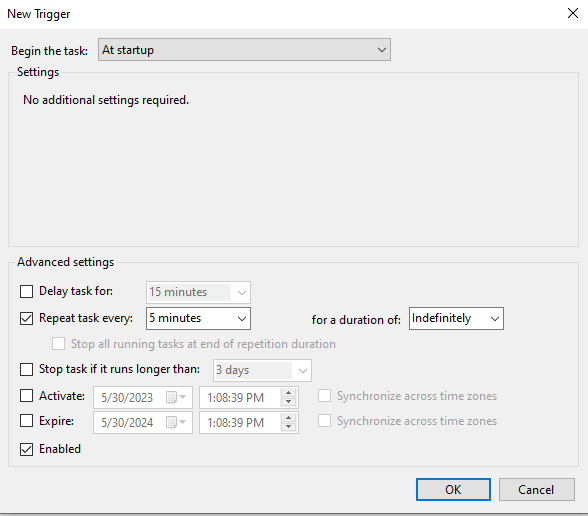 New Trigger
Begin the task: At startup
Settings
No additional settings required.
Advanced settings
Delay task for: 15 minutes
Repeat task every: 5 minutes for a duration of: Indefinitely
Stop all running tasks at end of repetition duration
Stop task if it runs longer than: 3 days
Activate: 5/30/2023 1:08:39 PM Synchronize across time zones
Expire: 5/30/2024 1:08:39 PM Synchronize across time zones
Enabled
OK Cancel